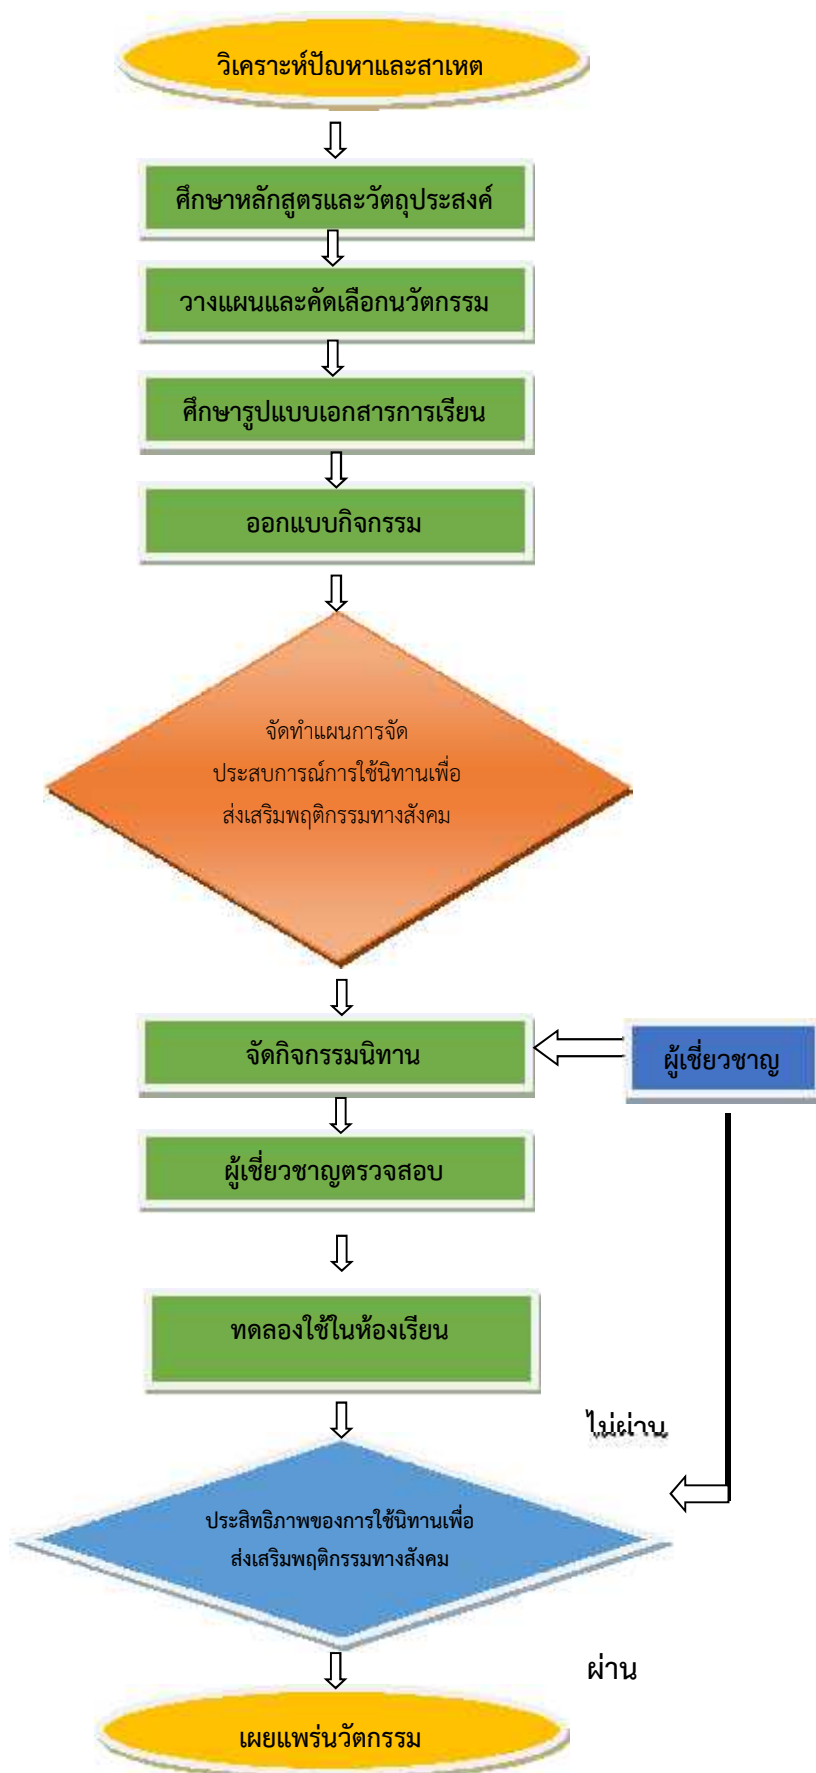 วิเคราะห์ปัญหาและสาเหต
ศึกษาหลักสูตรและวัตถุประสงค์
วางแผนและคัดเลือกนวัตกรรม
ศึกษารูปแบบเอกสารการเรียน
ออกแบบกิจกรรม
จัดทำแผนการจัด
ประสบการณ์การใช้นิทานเพื่อ
ส่งเสริมพฤติกรรมทางสังคม
จัดกิจกรรมนิทาน
ผู้เชี่ยวชาญ
ผู้เชี่ยวชาญตรวจสอบ
ทดลองใช้ในห้องเรียน
ไม่ผ่าน
ประสิทธิภาพของการใช้นิทานเพื่อ
ส่งเสริมพฤติกรรมทางสังคม
ผ่าน
เผยแพร่นวัตกรรม